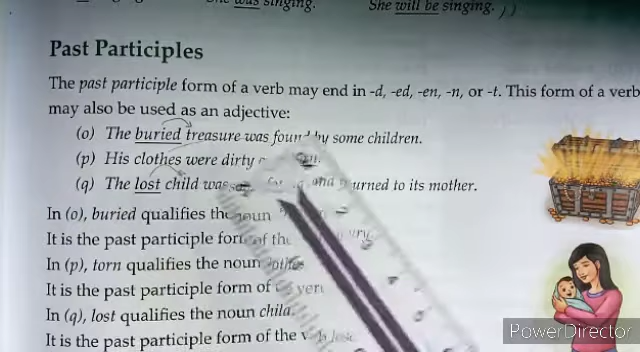 She was singing. She will be singing.
Past Participles
The past participle form of a verb may end in -d, -ed, -en, -n, or -t. This form of a verb
may also be used as an adjective:
(o) The buried treasure was found by some children.
(p) His clothes were dirty
(q) The lost child was and returned to its mother.
In (o), buried qualifies the noun
It is the past participle form of the
In (p), torn qualifies the noun clothes
It is the past participle form of
In (q), lost qualifies the noun child.
It is the past participle form of the verb lose
PowerDirector